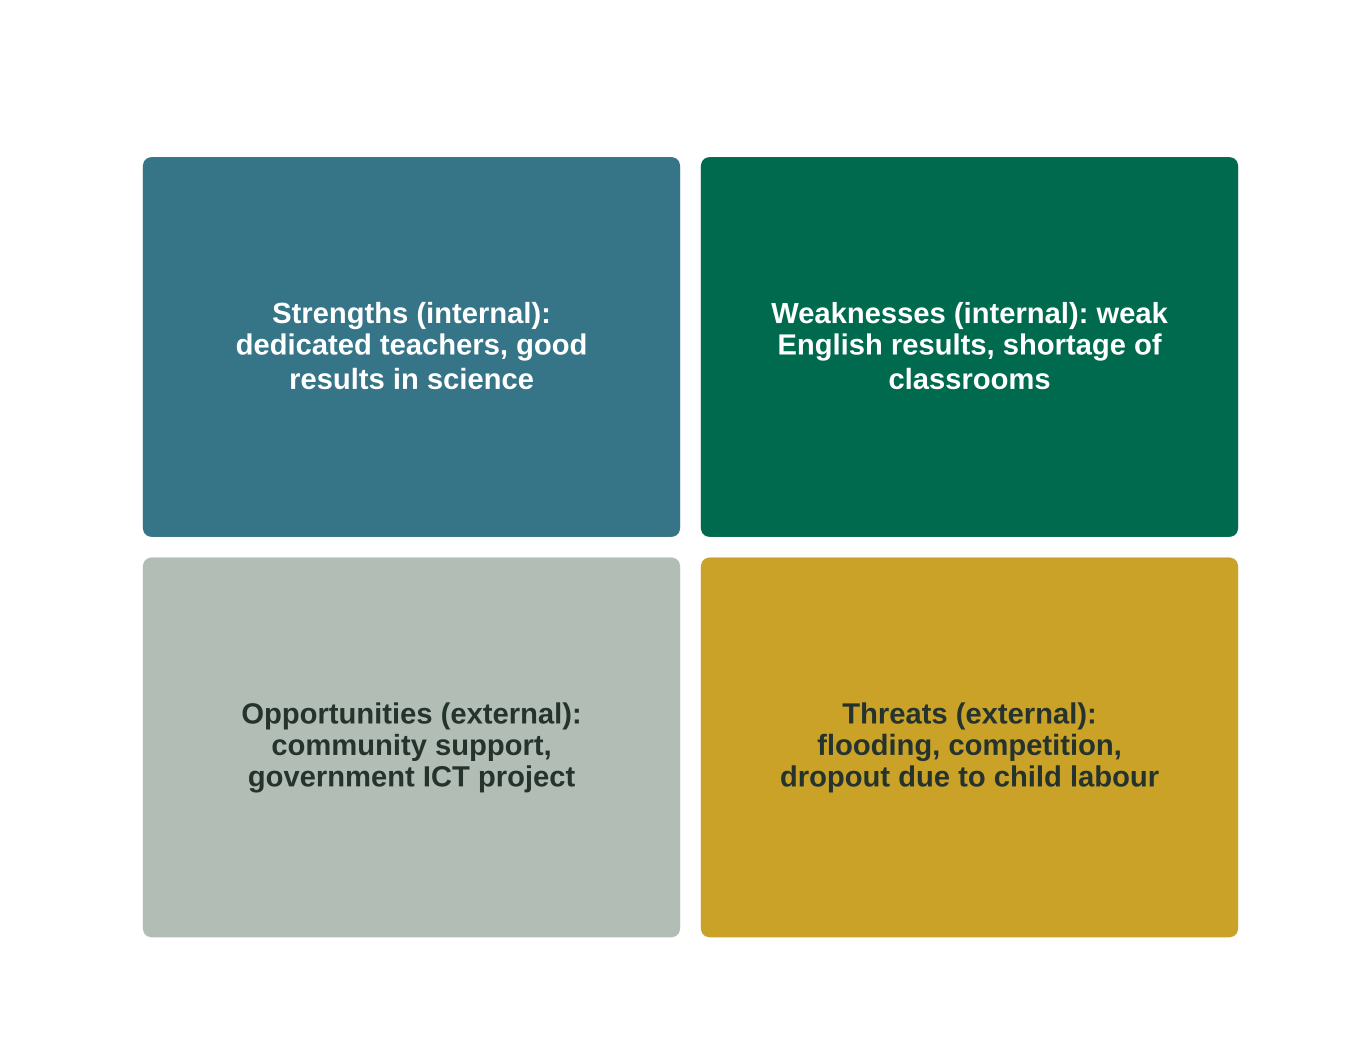 Strengths (internal):
dedicated teachers, good
results in science
Weaknesses (internal): weak
English results, shortage of
classrooms
Opportunities (external):
community support,
government ICT project
Threats (external):
flooding, competition,
dropout due to child labour